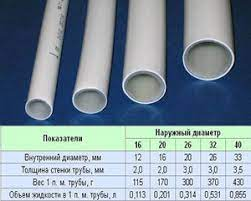 Показатели Наружный диаметр
16 20 26 32 40
Внутренний диаметр, мм 12 16 20 26 33
Толщина стенки трубы, мм 2,0 2,0 3,0 3,0 3,5
Вес 1 п. м. трубы, г 115 170 300 370 430
Объем жидкости в 1 п. м. трубы, л 0,113 0,201 0,314 0,531 0,855